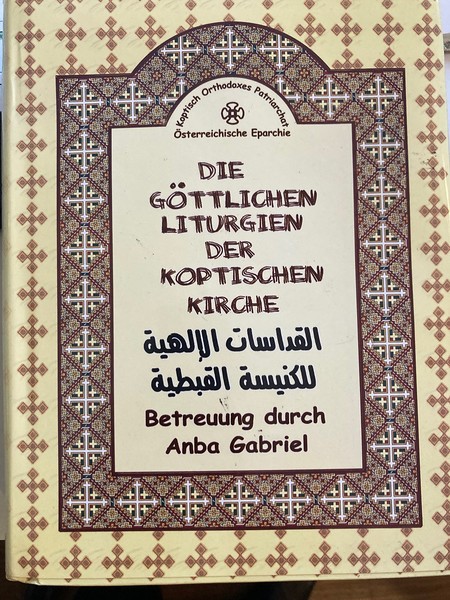 Koptisch Orthodoxes Patriarchat
Österreichische Eparchie
DIE
GÖTTLICHEN
LITURGIEN
DER
KOPTISCHEN
KIRCHE
القداسات الإلهية
للكنيسة القبطية
Betreuung durch
Anba Gabriel